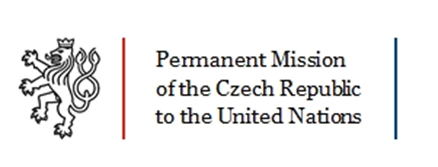 Permanent Mission
of the Czech Republic
to the United Nations